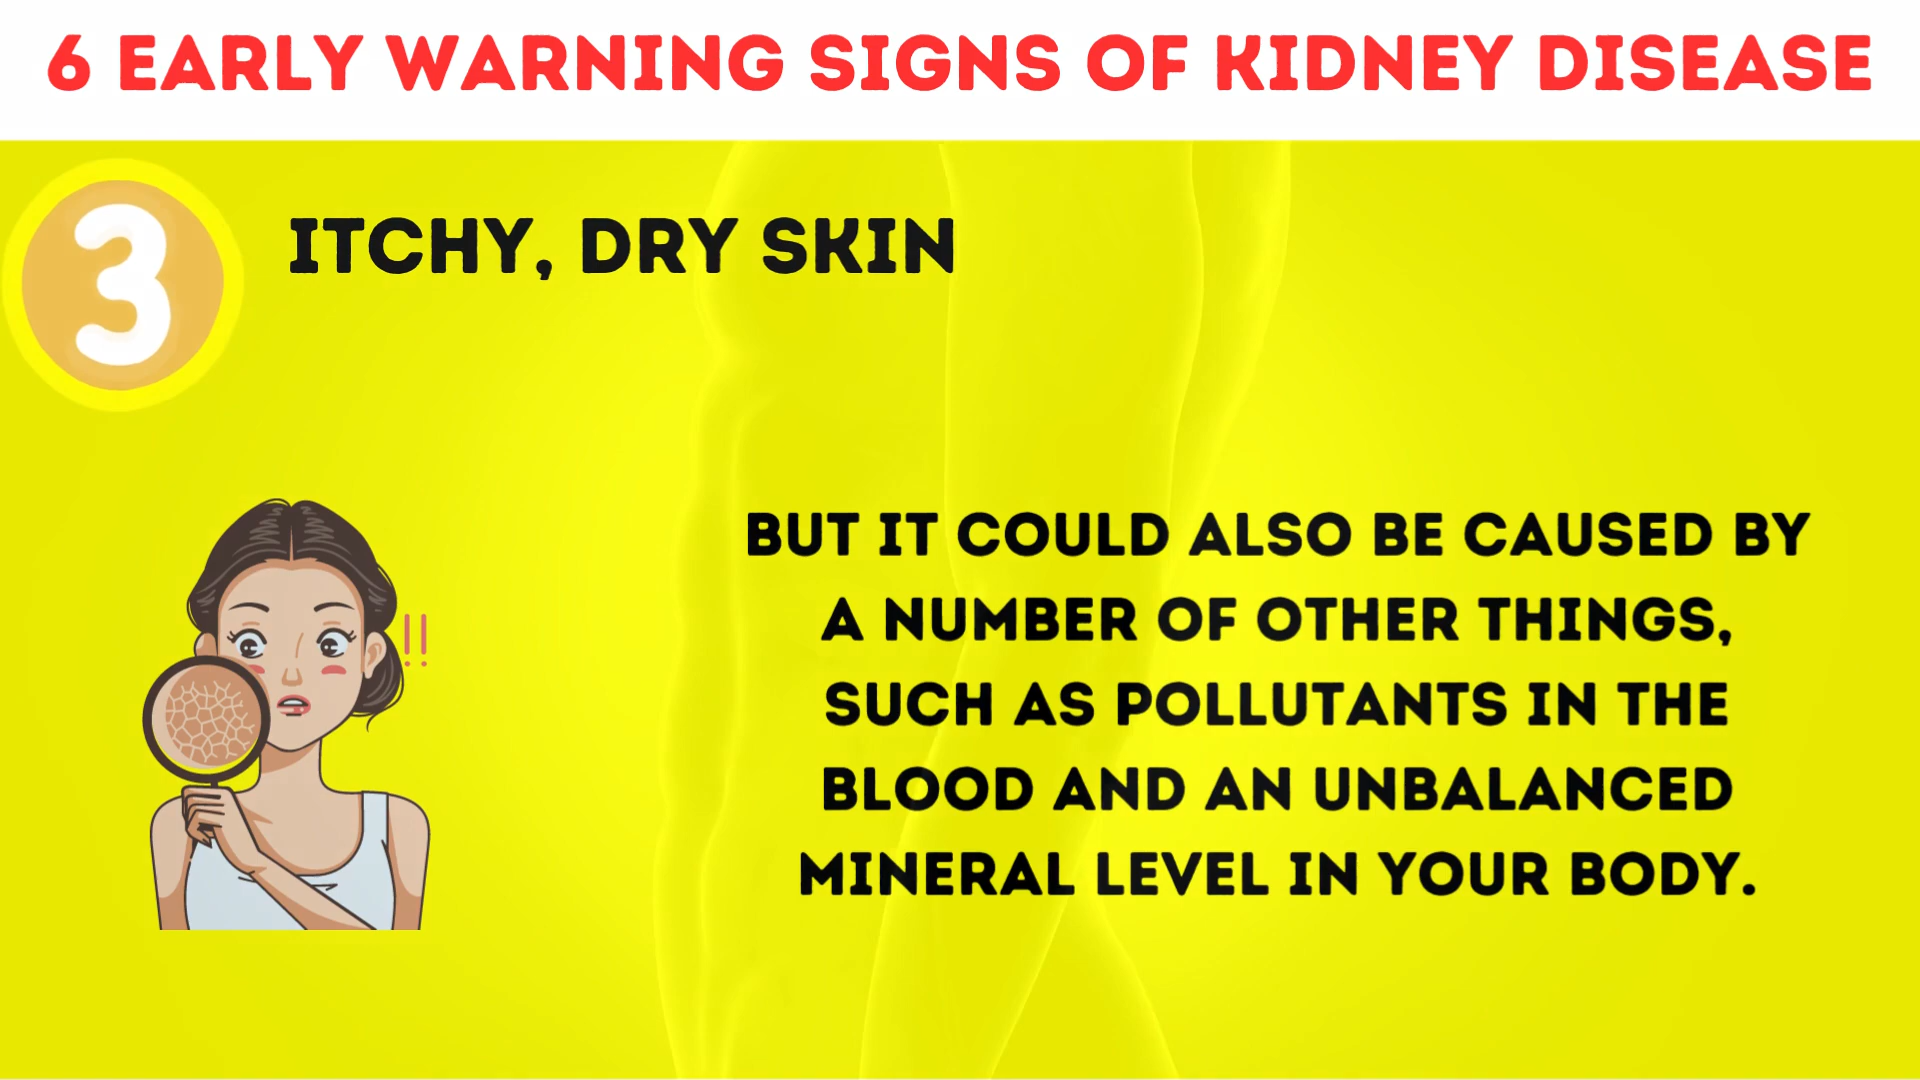 6 EARLY WARNING SIGNS OF KIDNEY DISEASE
3
ITCHY, DRY SKIN
!!
BUT IT COULD ALSO BE CAUSED BY
A NUMBER OF OTHER THINGS,
SUCH AS POLLUTANTS IN THE
BLOOD AND AN UNBALANCED
MINERAL LEVEL IN YOUR BODY.